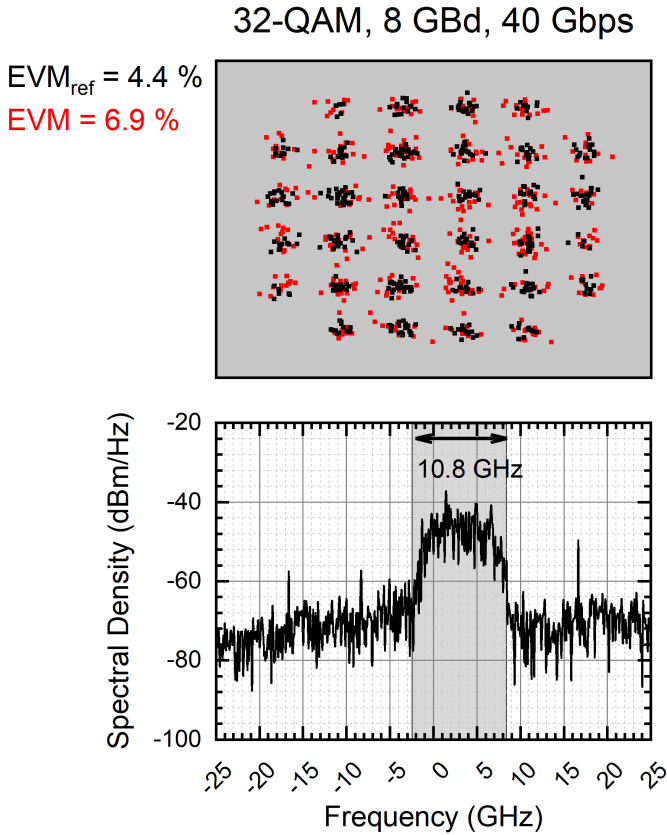 32-QAM, 8 GBd, 40 Gbps
EVMref = 4.4 %
EVM = 6.9 %
-20
10.8 GHz
-40
-60
-80
-100
Spectral Density (dBm/Hz)
-25 -20 -15 -10 -5 0 5 10 15 20 25
Frequency (GHz)